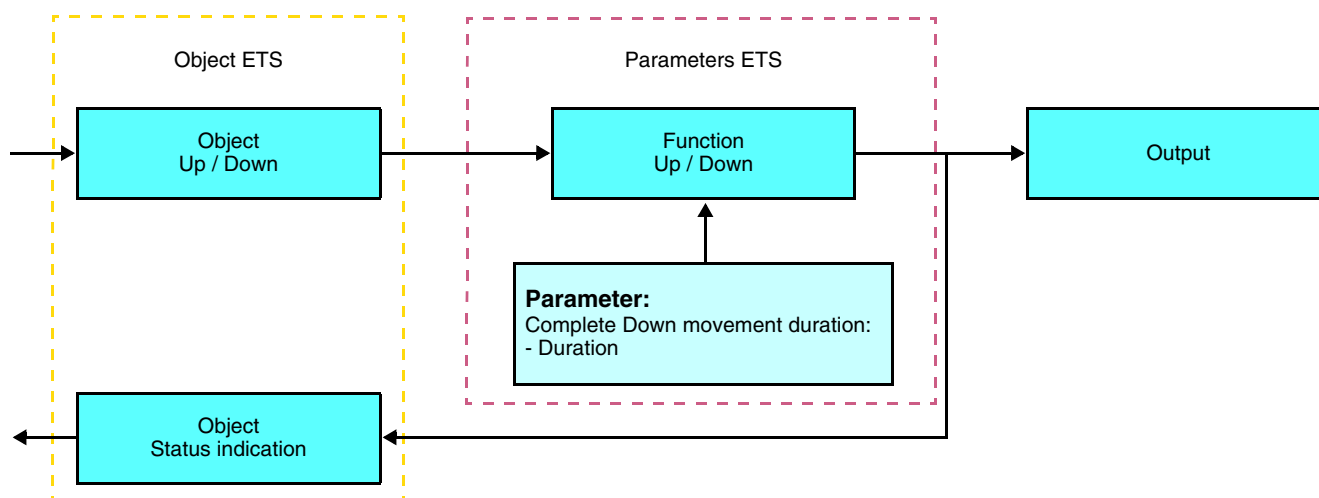 Object ETS
Parameters ETS
Object
Up / Down
Function
Up / Down
Output
Parameter:
Complete Down movement duration:
- Duration
Object
Status indication